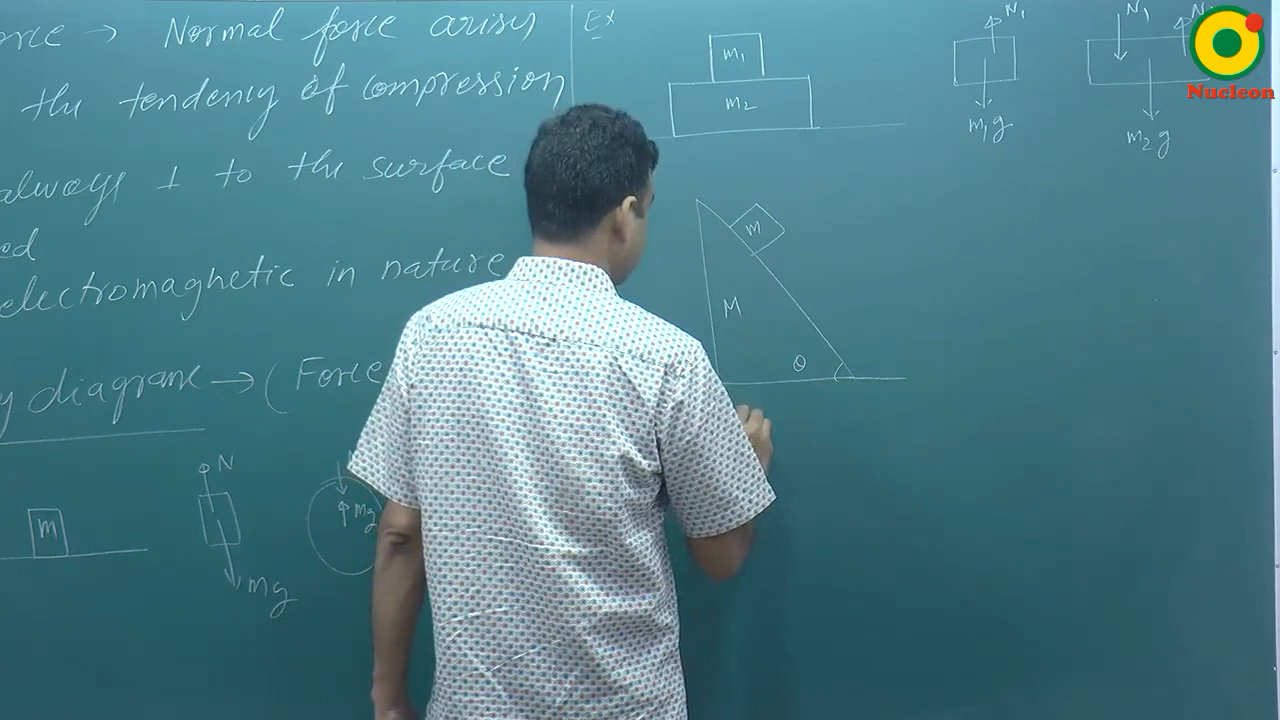 orce → Normal force arises
the tendency of compression
always ⊥ to the surface
ed
electromagnetic in nature
y diagrame → ( Force
m
N
mg
mg
Ex
m1
m2
N1
m1g
N1
m2g
m
M
θ
Nucleon